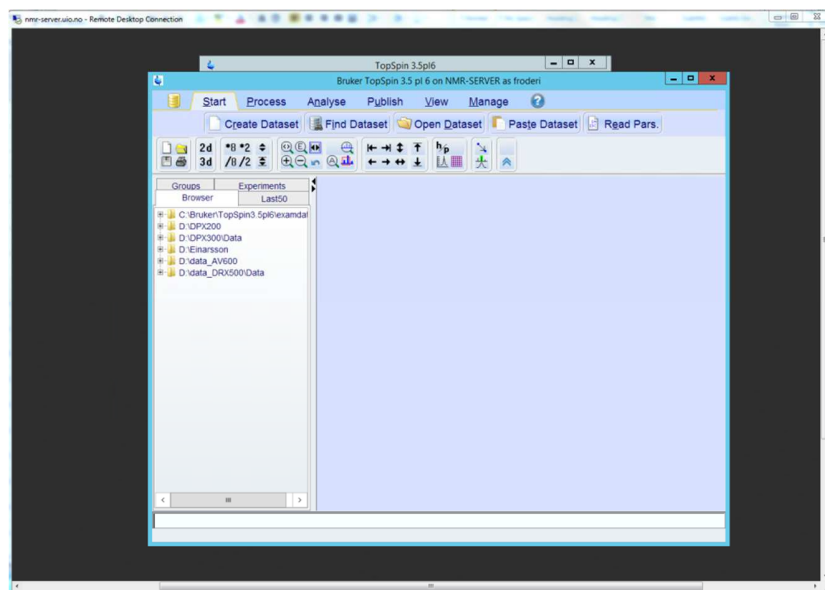 nmr-server.uio.no - Remote Desktop Connection
TopSpin 3.5pl6
Bruker TopSpin 3.5 pl 6 on NMR-SERVER as froderi
Start Process Analyse Publish View Manage
Create Dataset Find Dataset Open Dataset Paste Dataset Read Pars.
2d *8 *2
3d /8 /2
Groups Experiments
Browser Last50
C:\Bruker\TopSpin3.5pl6\examdat
D:\DPX200
D:\DPX300\Data
D:\Einarsson
D:\data_AV600
D:\data_DRX500\Data